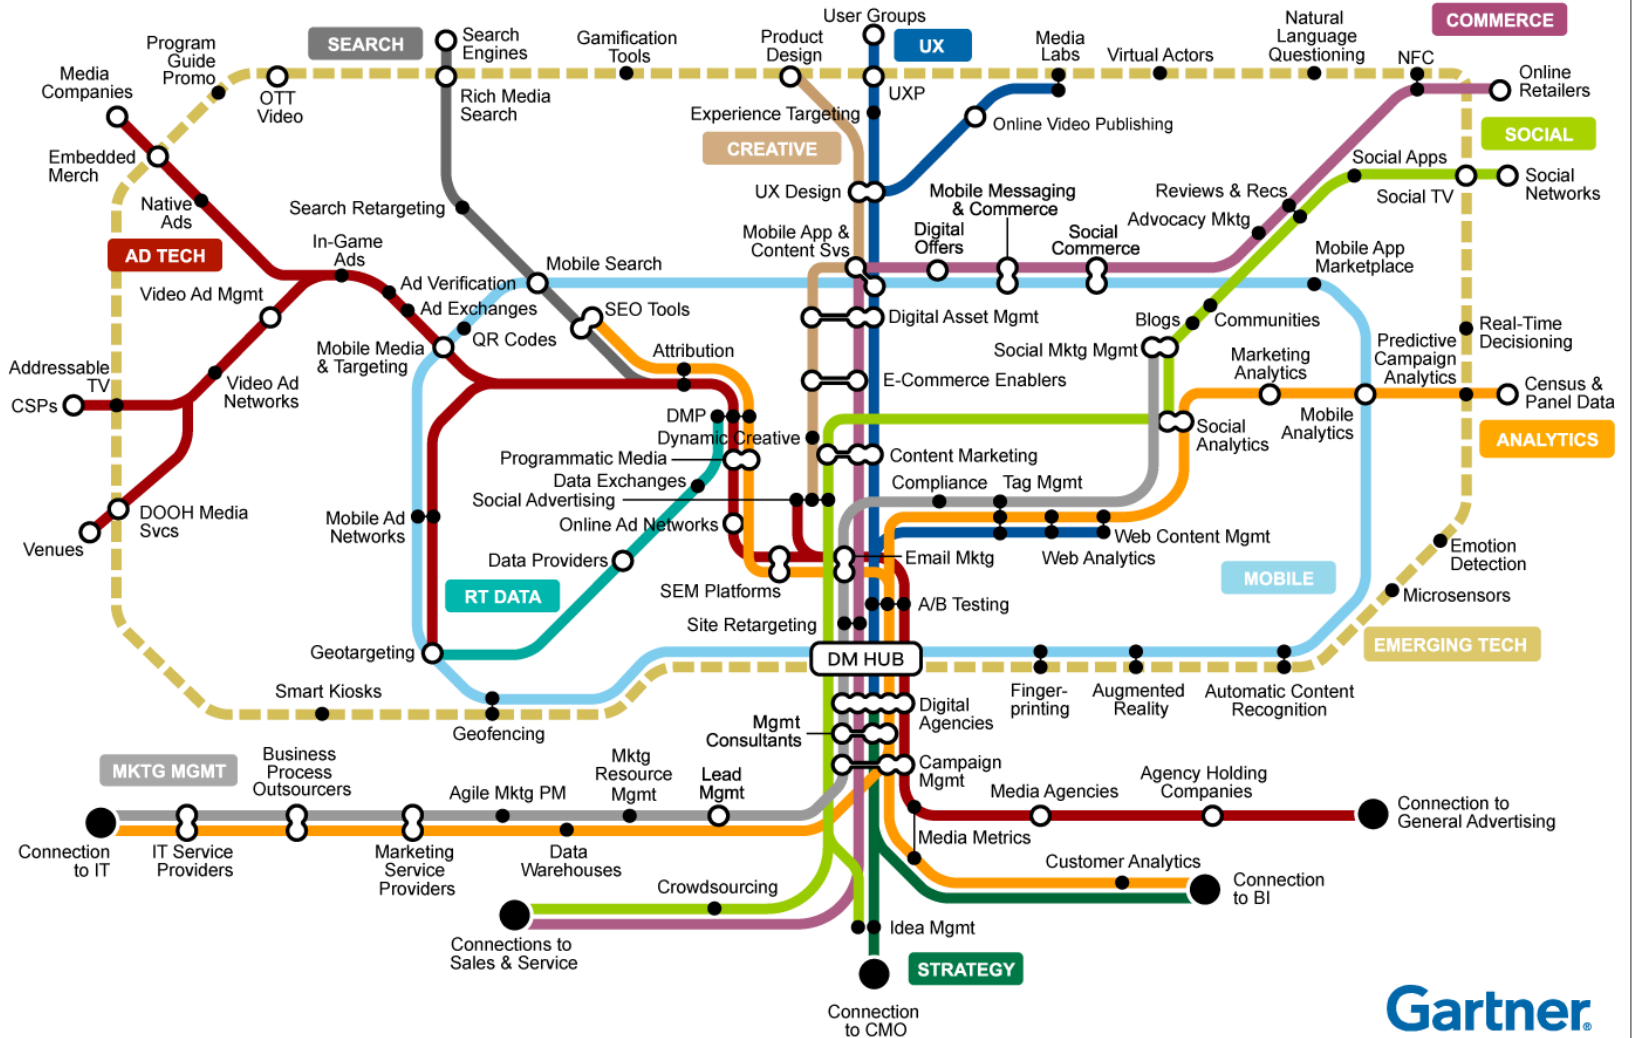 User Groups
COMMERCE
SEARCH
Search
Engines
Gamification
Tools
Product
Design
UX
Media
Labs
Virtual Actors
Natural
Language
Questioning
NFC
Program
Guide
Promo
Media
Companies
OTT
Video
Rich Media
Search
UXP
Online
Retailers
Experience Targeting
Online Video Publishing
CREATIVE
SOCIAL
Embedded
Merch
Social Apps
Social TV
Social
Networks
Native
Ads
Search Retargeting
UX Design
Mobile Messaging
& Commerce
Reviews & Recs
Advocacy Mktg
AD TECH
In-Game
Ads
Mobile App &
Content Svs
Digital
Offers
Social
Commerce
Mobile App
Marketplace
Mobile Search
Video Ad Mgmt
Ad Verification
Ad Exchanges
QR Codes
SEO Tools
Digital Asset Mgmt
Blogs
Communities
Real-Time
Decisioning
Mobile Media
& Targeting
Attribution
Social Mktg Mgmt
Marketing
Analytics
Predictive
Campaign
Analytics
Addressable
TV
CSPs
Video Ad
Networks
E-Commerce Enablers
Census &
Panel Data
Mobile
Analytics
DMP
Dynamic Creative
Social
Analytics
ANALYTICS
Programmatic Media
Content Marketing
Data Exchanges
Compliance
Tag Mgmt
Social Advertising
DOOH Media
Svcs
Venues
Mobile Ad
Networks
Online Ad Networks
Web Content Mgmt
Data Providers
Email Mktg
Web Analytics
Emotion
Detection
SEM Platforms
MOBILE
RT DATA
A/B Testing
Microsensors
Site Retargeting
Geotargeting
DM HUB
EMERGING TECH
Smart Kiosks
Finger-
printing
Augmented
Reality
Automatic Content
Recognition
Geofencing
Digital
Agencies
Mgmt
Consultants
MKTG MGMT
Business
Process
Outsourcers
Mktg
Resource
Mgmt
Lead
Mgmt
Campaign
Mgmt
Agile Mktg PM
Media Agencies
Agency Holding
Companies
Connection to
General Advertising
Connection
to IT
IT Service
Providers
Marketing
Service
Providers
Data
Warehouses
Media Metrics
Customer Analytics
Connection
to BI
Crowdsourcing
Connections to
Sales & Service
Idea Mgmt
STRATEGY
Connection
to CMO
Gartner®